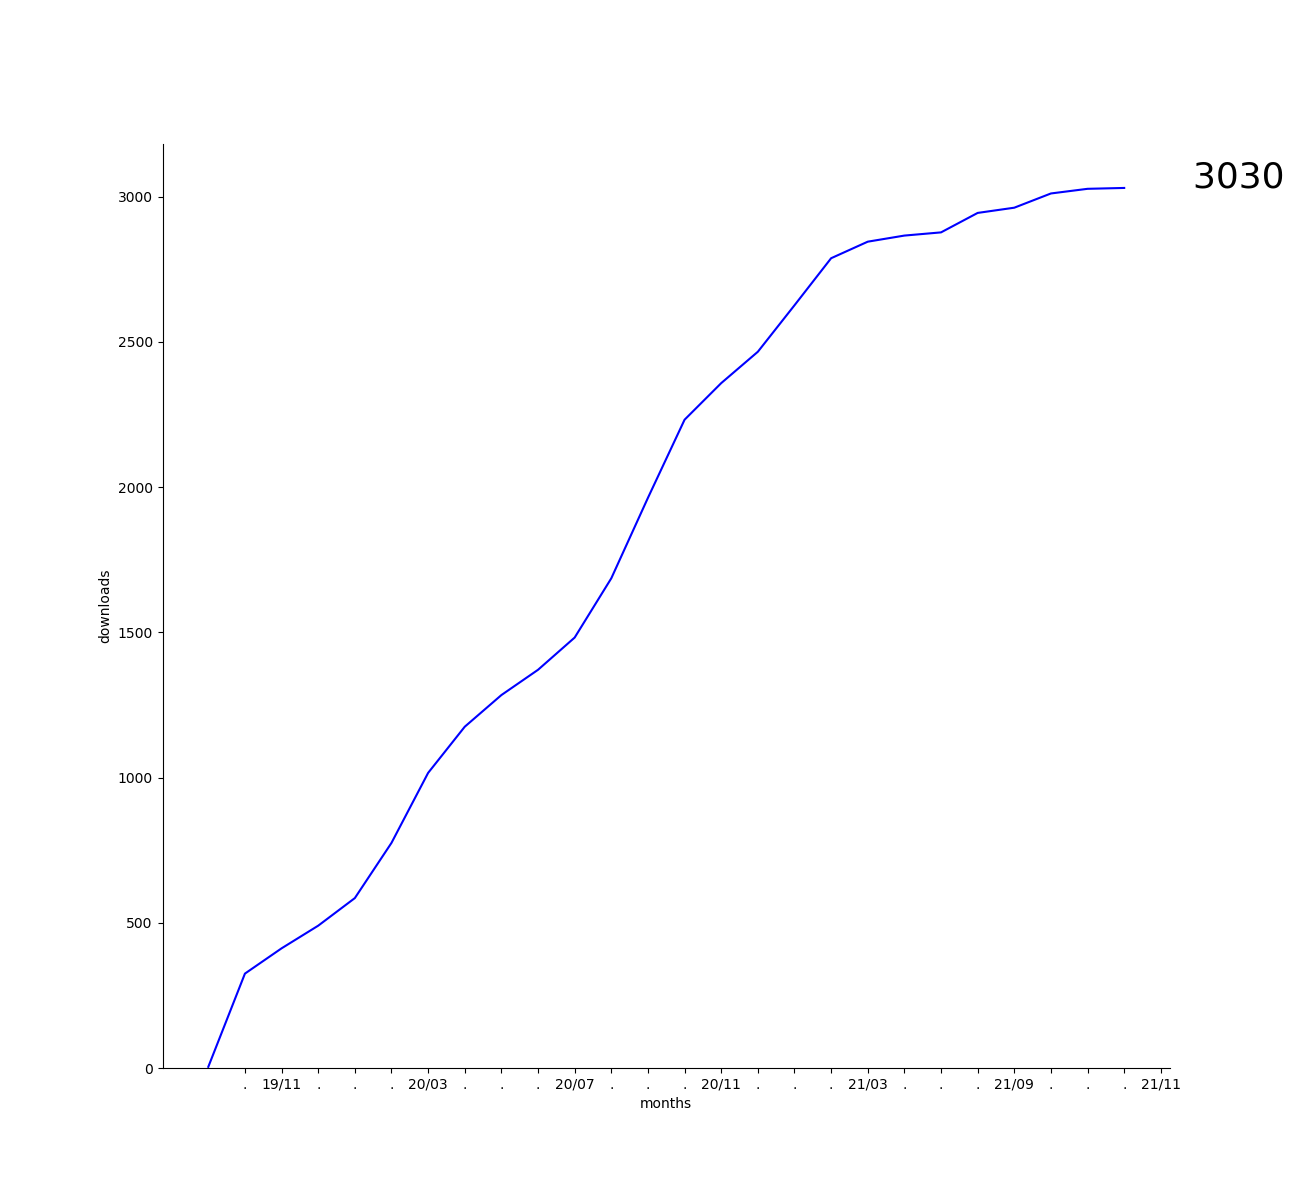 3030
3000
2500
2000
1500
1000
500
0
downloads
. 19/11 . . . 20/03 . . . 20/07 . . . 20/11 . . . 21/03 . . . 21/09 . . . 21/11
months